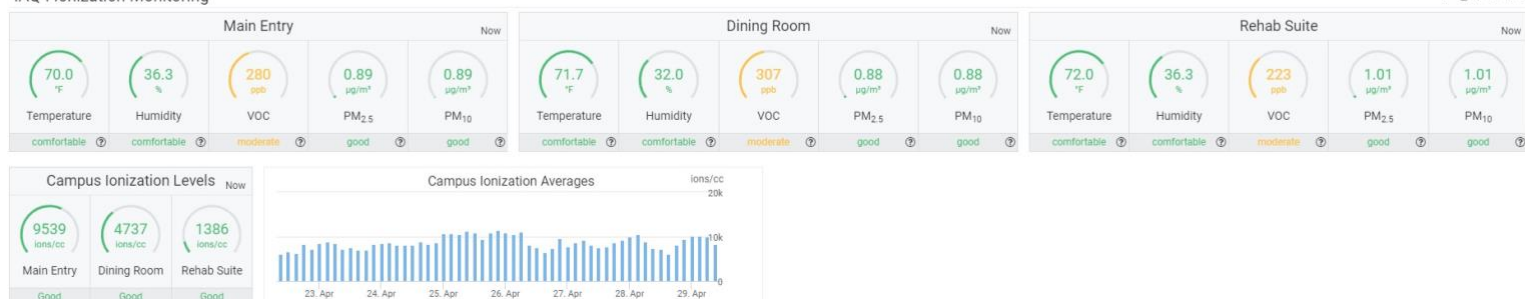 Main Entry Now
70.0 °F Temperature comfortable
36.3 % Humidity comfortable
280 ppb VOC moderate
0.89 µg/m³ PM2.5 good
0.89 µg/m³ PM10 good
Dining Room Now
71.7 °F Temperature comfortable
32.0 % Humidity comfortable
307 ppb VOC moderate
0.88 µg/m³ PM2.5 good
0.88 µg/m³ PM10 good
Rehab Suite Now
72.0 °F Temperature comfortable
36.3 % Humidity comfortable
223 ppb VOC moderate
1.01 µg/m³ PM2.5 good
1.01 µg/m³ PM10 good
Campus Ionization Levels Now
9539 ions/cc Main Entry Good
4737 ions/cc Dining Room Good
1386 ions/cc Rehab Suite Good
Campus Ionization Averages ions/cc
20k
10k
0
23. Apr 24. Apr 25. Apr 26. Apr 27. Apr 28. Apr 29. Apr